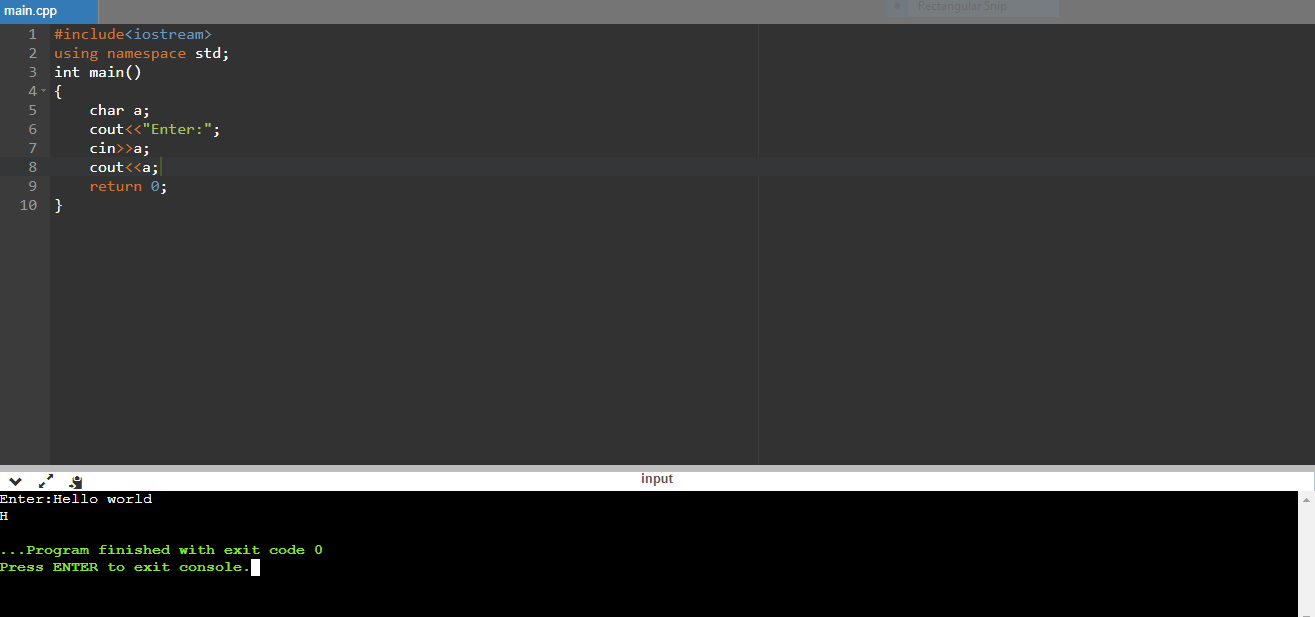 main.cpp
Rectangular Snip
1 #include<iostream>
2 using namespace std;
3 int main()
4 {
5     char a;
6     cout<<"Enter:";
7     cin>>a;
8     cout<<a;
9     return 0;
10 }
input
Enter:Hello world
H
...Program finished with exit code 0
Press ENTER to exit console.